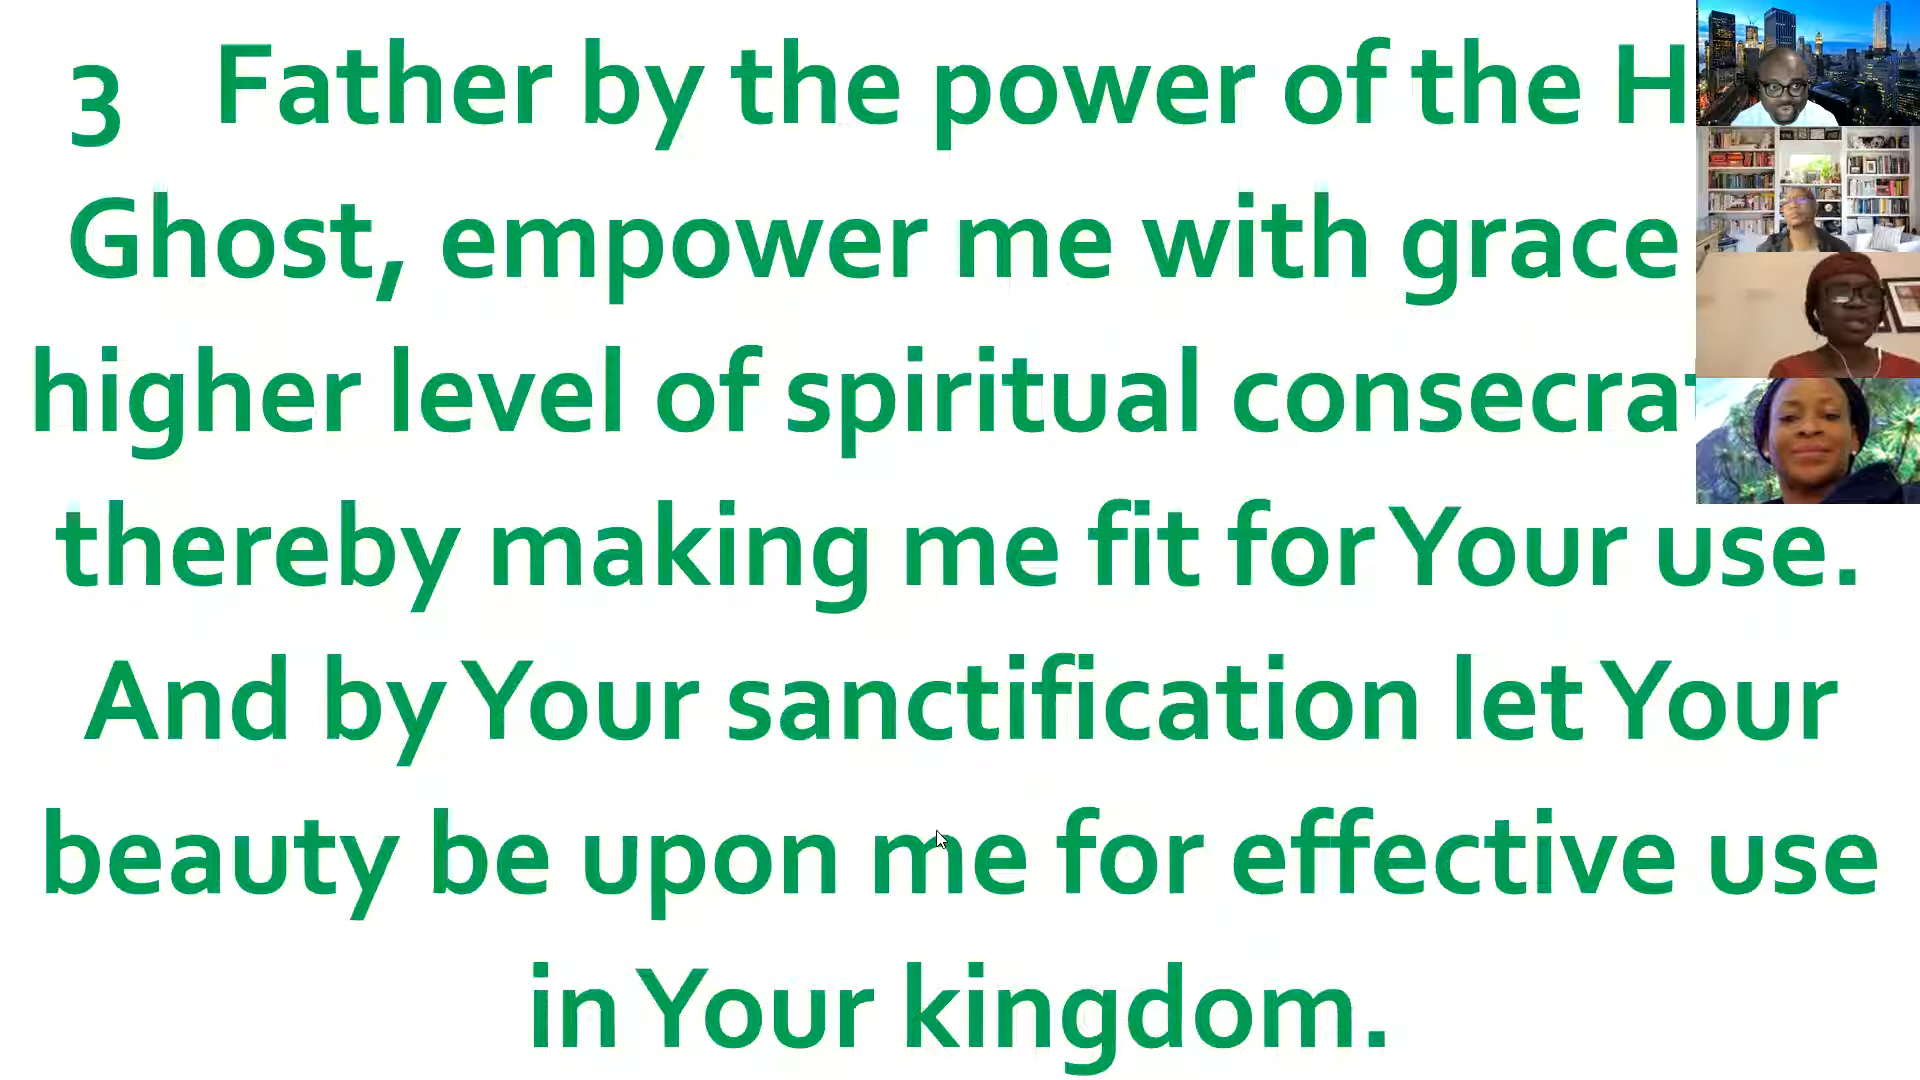 3 Father by the power of the
Ghost, empower me with grace
higher level of spiritual
thereby making me fit for Your use.
And by Your sanctification let Your
beauty be upon me for effective use
in Your kingdom.